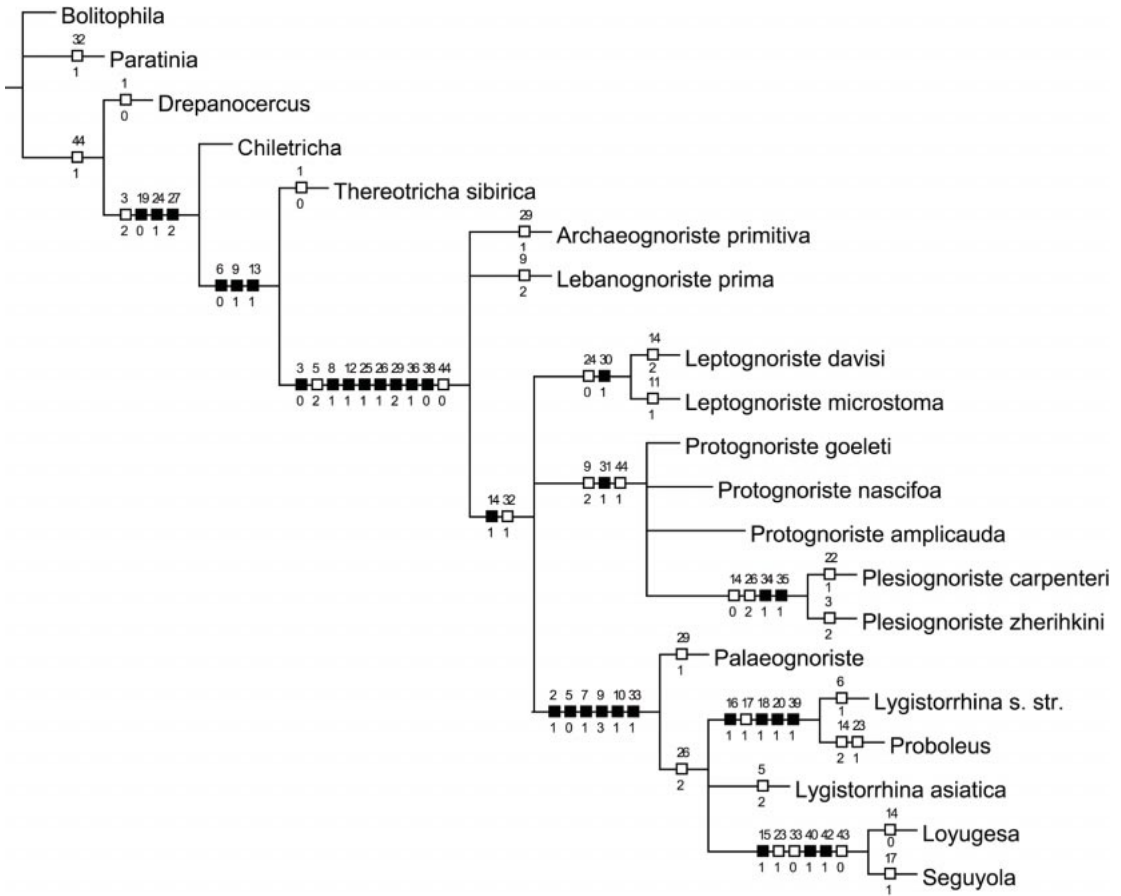 Bolitophila
32
Paratinia
1
1
Drepanocercus
0
44
1
Chiletricha
1
Thereotricha sibirica
0
3 19 24 27
2 0 1 2
29
Archaeognoriste primitiva
1
9
Lebanognoriste prima
2
6 9 13
0 1 1
14
Leptognoriste davisi
2
24 30
0 1
11
Leptognoriste microstoma
1
3 5 8 12 25 26 29 36 38 44
0 2 1 1 1 1 2 1 0 0
Protognoriste goeleti
9 31 44
2 1 1
Protognoriste nascifoa
14 32
1 1
Protognoriste amplicauda
22
Plesiognoriste carpenteri
1
14 26 34 35
0 2 1 1
3
Plesiognoriste zherihkini
2
29
Palaeognoriste
1
6
Lygistorrhina s. str.
1
2 5 7 9 10 33
1 0 1 3 1 1
16 17 18 20 39
1 1 1 1 1
14 23
Proboleus
2 1
26
2
5
Lygistorrhina asiatica
2
14
Loyugesa
0
15 23 33 40 42 43
1 1 0 1 1 0
17
Seguyola
1